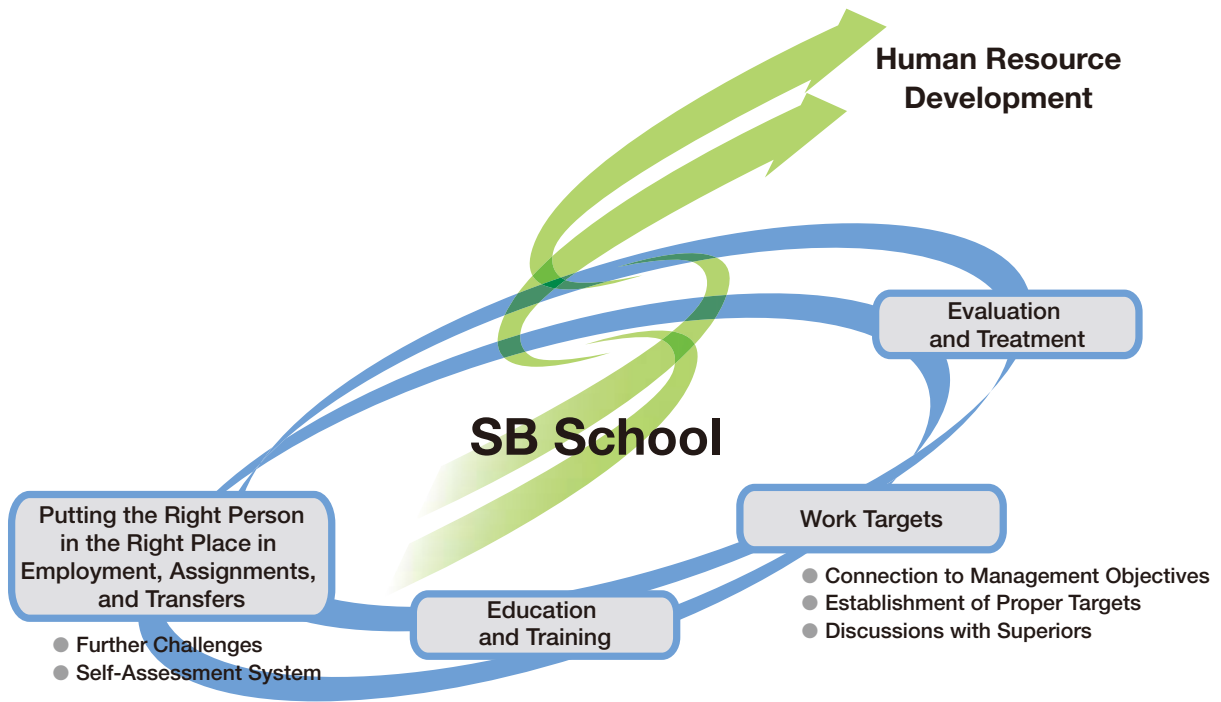 Human Resource
Development
Evaluation
and Treatment
SB School
Putting the Right Person
in the Right Place in
Employment, Assignments,
and Transfers
● Further Challenges
● Self-Assessment System
Education
and Training
Work Targets
● Connection to Management Objectives
● Establishment of Proper Targets
● Discussions with Superiors